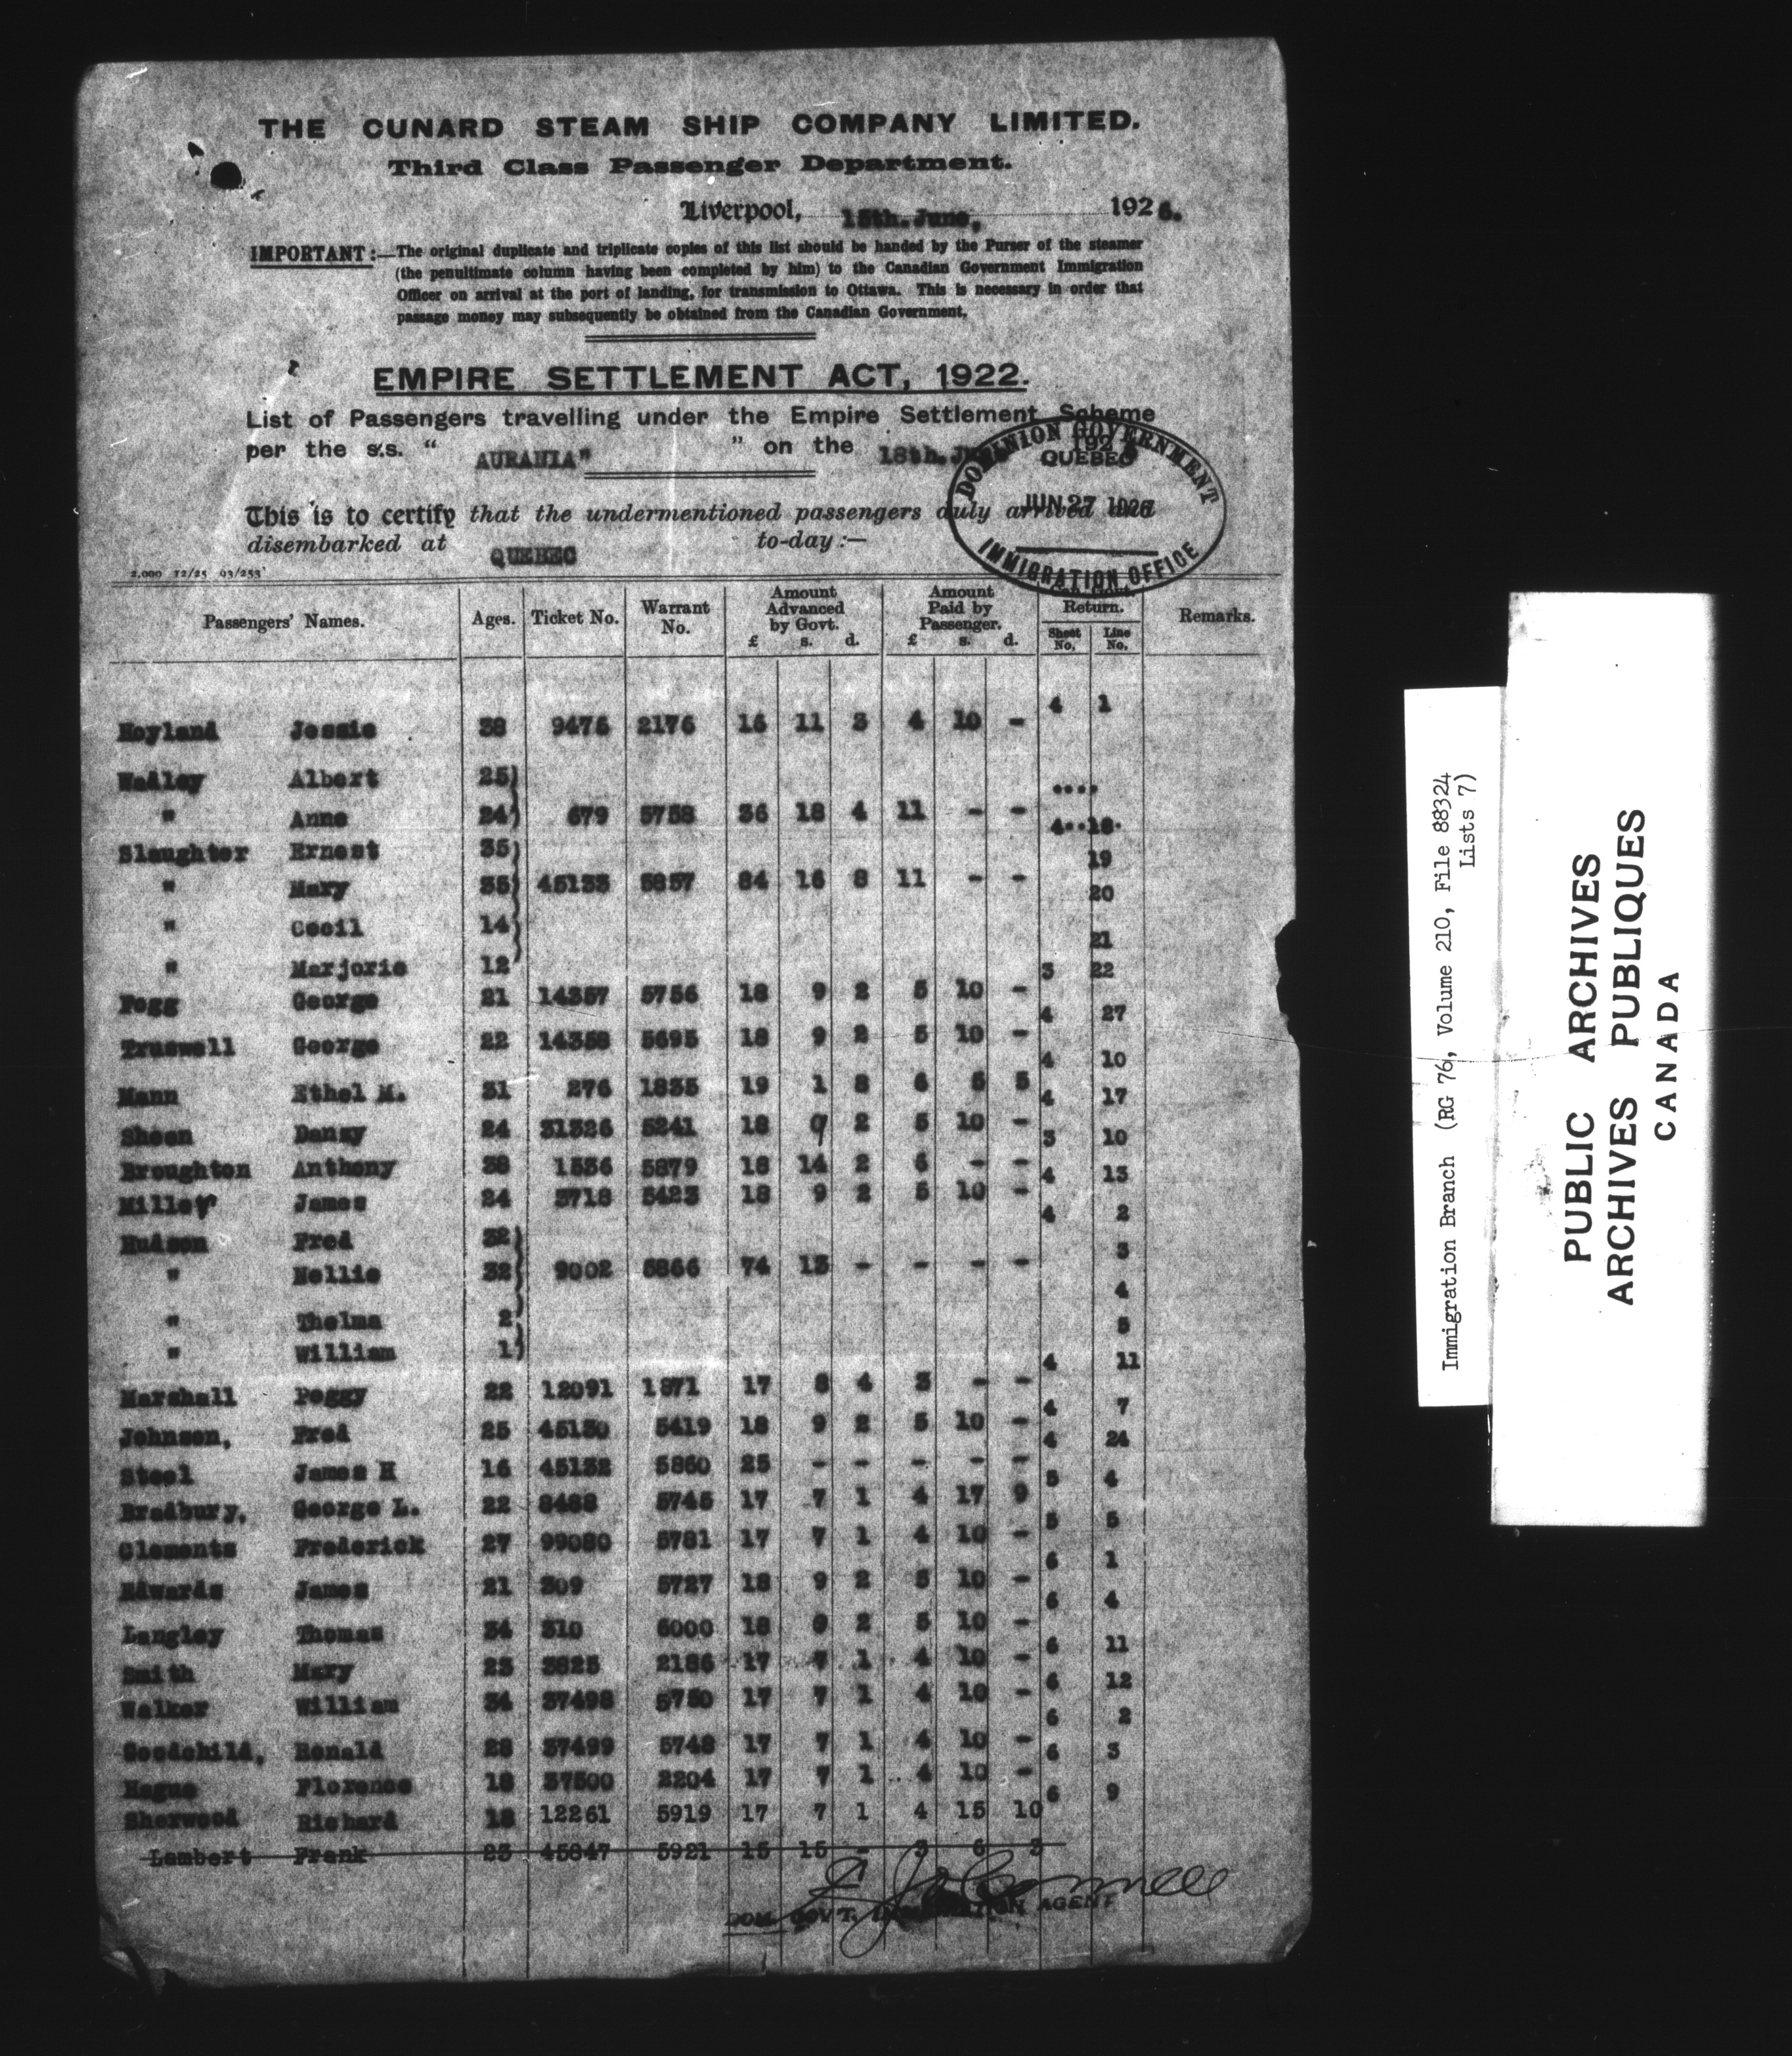 THE CUNARD STEAM SHIP COMPANY LIMITED.
Third Class Passenger Department.
Liverpool, 18th. June, 1926.
IMPORTANT:—The original duplicate and triplicate copies of this list should be handed by the Purser of the steamer
(the penultimate column having been completed by him) to the Canadian Government Immigration
Officer on arrival at the port of landing, for transmission to Ottawa. This is necessary in order that
passage money may subsequently be obtained from the Canadian Government.
EMPIRE SETTLEMENT ACT, 1922.
List of Passengers travelling under the Empire Settlement Scheme
per the s.s. “ AURANIA" ” on the 18th. June 192
DOMINION GOVERNMENT
QUEBEC
JUN 27 1926
IMMIGRATION OFFICE
This is to certify that the undermentioned passengers duly arrived and
disembarked at QUEBEC to-day :—
2,000 12/25 93/253
Passengers' Names. Ages. Ticket No. Warrant No. Amount Advanced by Govt. £ s. d. Amount Paid by Passenger. £ s. d. Can. Govt. Return. Sheet No. Line No. Remarks.
Hoyland Jessie 38 9476 2176 16 11 3 4 10 - 4 1
Wadley Albert 25) ....
" Anne 24) 679 5758 36 18 4 11 - - 4..18.
Slaughter Ernest 35) 19
" Mary 35) 45133 5857 84 16 8 11 - - 20
" Cecil 14) 21
" Marjorie 12 3 22
Fogg George 21 14357 5756 18 9 2 5 10 - 4 27
Truswell George 22 14358 5695 18 9 2 5 10 - 4 10
Mann Ethel M. 31 276 1835 19 1 8 6 5 5 4 17
Sheen Dansy 24 31326 5241 18 9 2 5 10 - 3 10
Broughton Anthony 38 1536 5879 18 14 2 6 - - 4 13
Milley James 24 3718 5423 18 9 2 5 10 - 4 2
Hudson Fred 32) 3
" Nellie 32) 9002 5866 74 13 - - - - 4
" Thelma 2) 5
" William 1) 4 11
Marshall Peggy 22 12091 1871 17 8 4 3 - - 4 7
Johnson, Fred 25 45130 5419 18 9 2 5 10 - 4 24
Steel James H 16 45132 5860 25 - - - - - 5 4
Bradbury, George L. 22 8488 5745 17 7 1 4 17 9 5 5
Clements Frederick 27 99080 5781 17 7 1 4 10 - 6 1
Edwards James 21 309 5727 18 9 2 5 10 - 6 4
Langley Thomas 34 310 6000 18 9 2 5 10 - 6 11
Smith Mary 23 3625 2186 17 7 1 4 10 - 6 12
Walker William 34 37498 5750 17 7 1 4 10 - 6 2
Goodchild, Ronald 28 37499 5748 17 7 1 4 10 - 6 3
Hague Florence 18 37500 2204 17 7 1 4 10 - 6 9
Sherwood Richard 18 12261 5919 17 7 1 4 15 10
Lambert Frank 23 45847 5921 15 15 - 3 6 3
DOM. GOV'T. IMMIGRATION AGENT
Immigration Branch (RG 76, Volume 210, File 88324
Lists 7)
PUBLIC ARCHIVES
ARCHIVES PUBLIQUES
CANADA